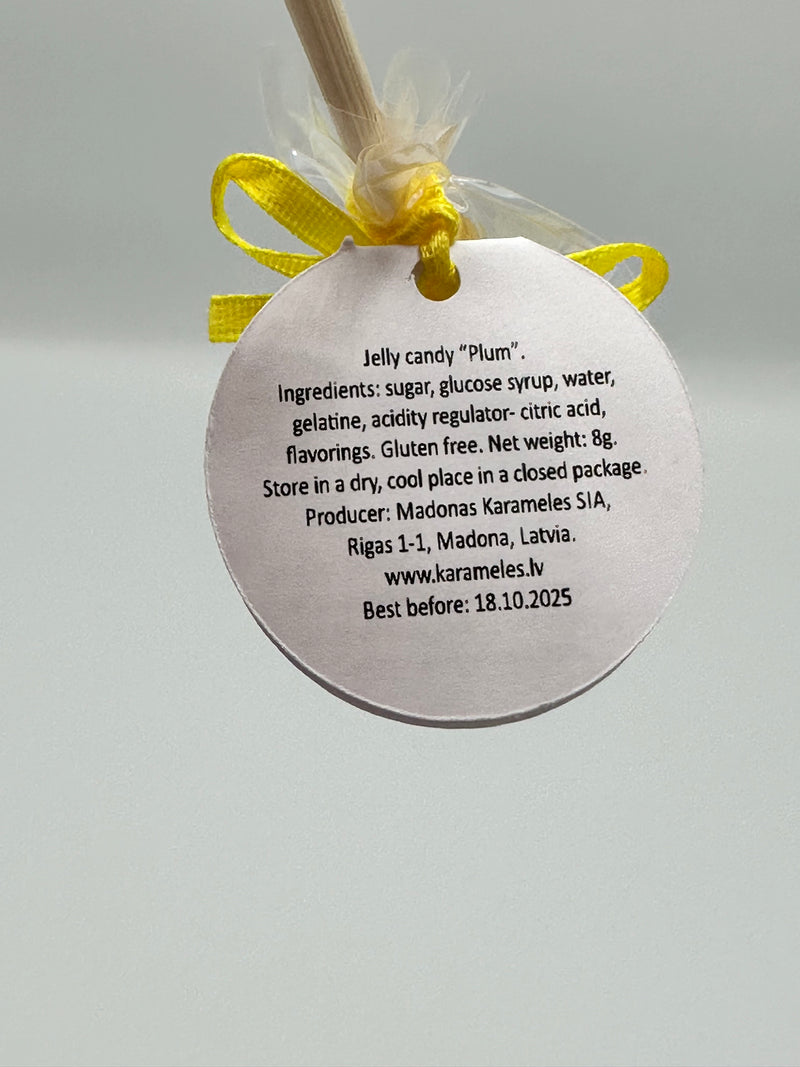 Jelly candy “Plum”.
Ingredients: sugar, glucose syrup, water,
gelatine, acidity regulator- citric acid,
flavorings. Gluten free. Net weight: 8g.
Store in a dry, cool place in a closed package.
Producer: Madonas Karameles SIA,
Rigas 1-1, Madona, Latvia.
www.karameles.lv
Best before: 18.10.2025